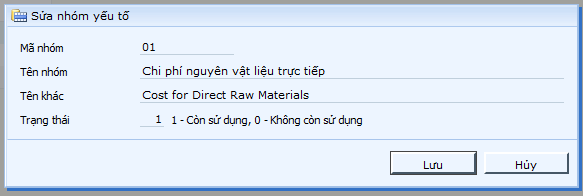 Sửa nhóm yếu tố
Mã nhóm 01
Tên nhóm Chi phí nguyên vật liệu trực tiếp
Tên khác Cost for Direct Raw Materials
Trạng thái 1 1 - Còn sử dụng, 0 - Không còn sử dụng
Lưu Hủy